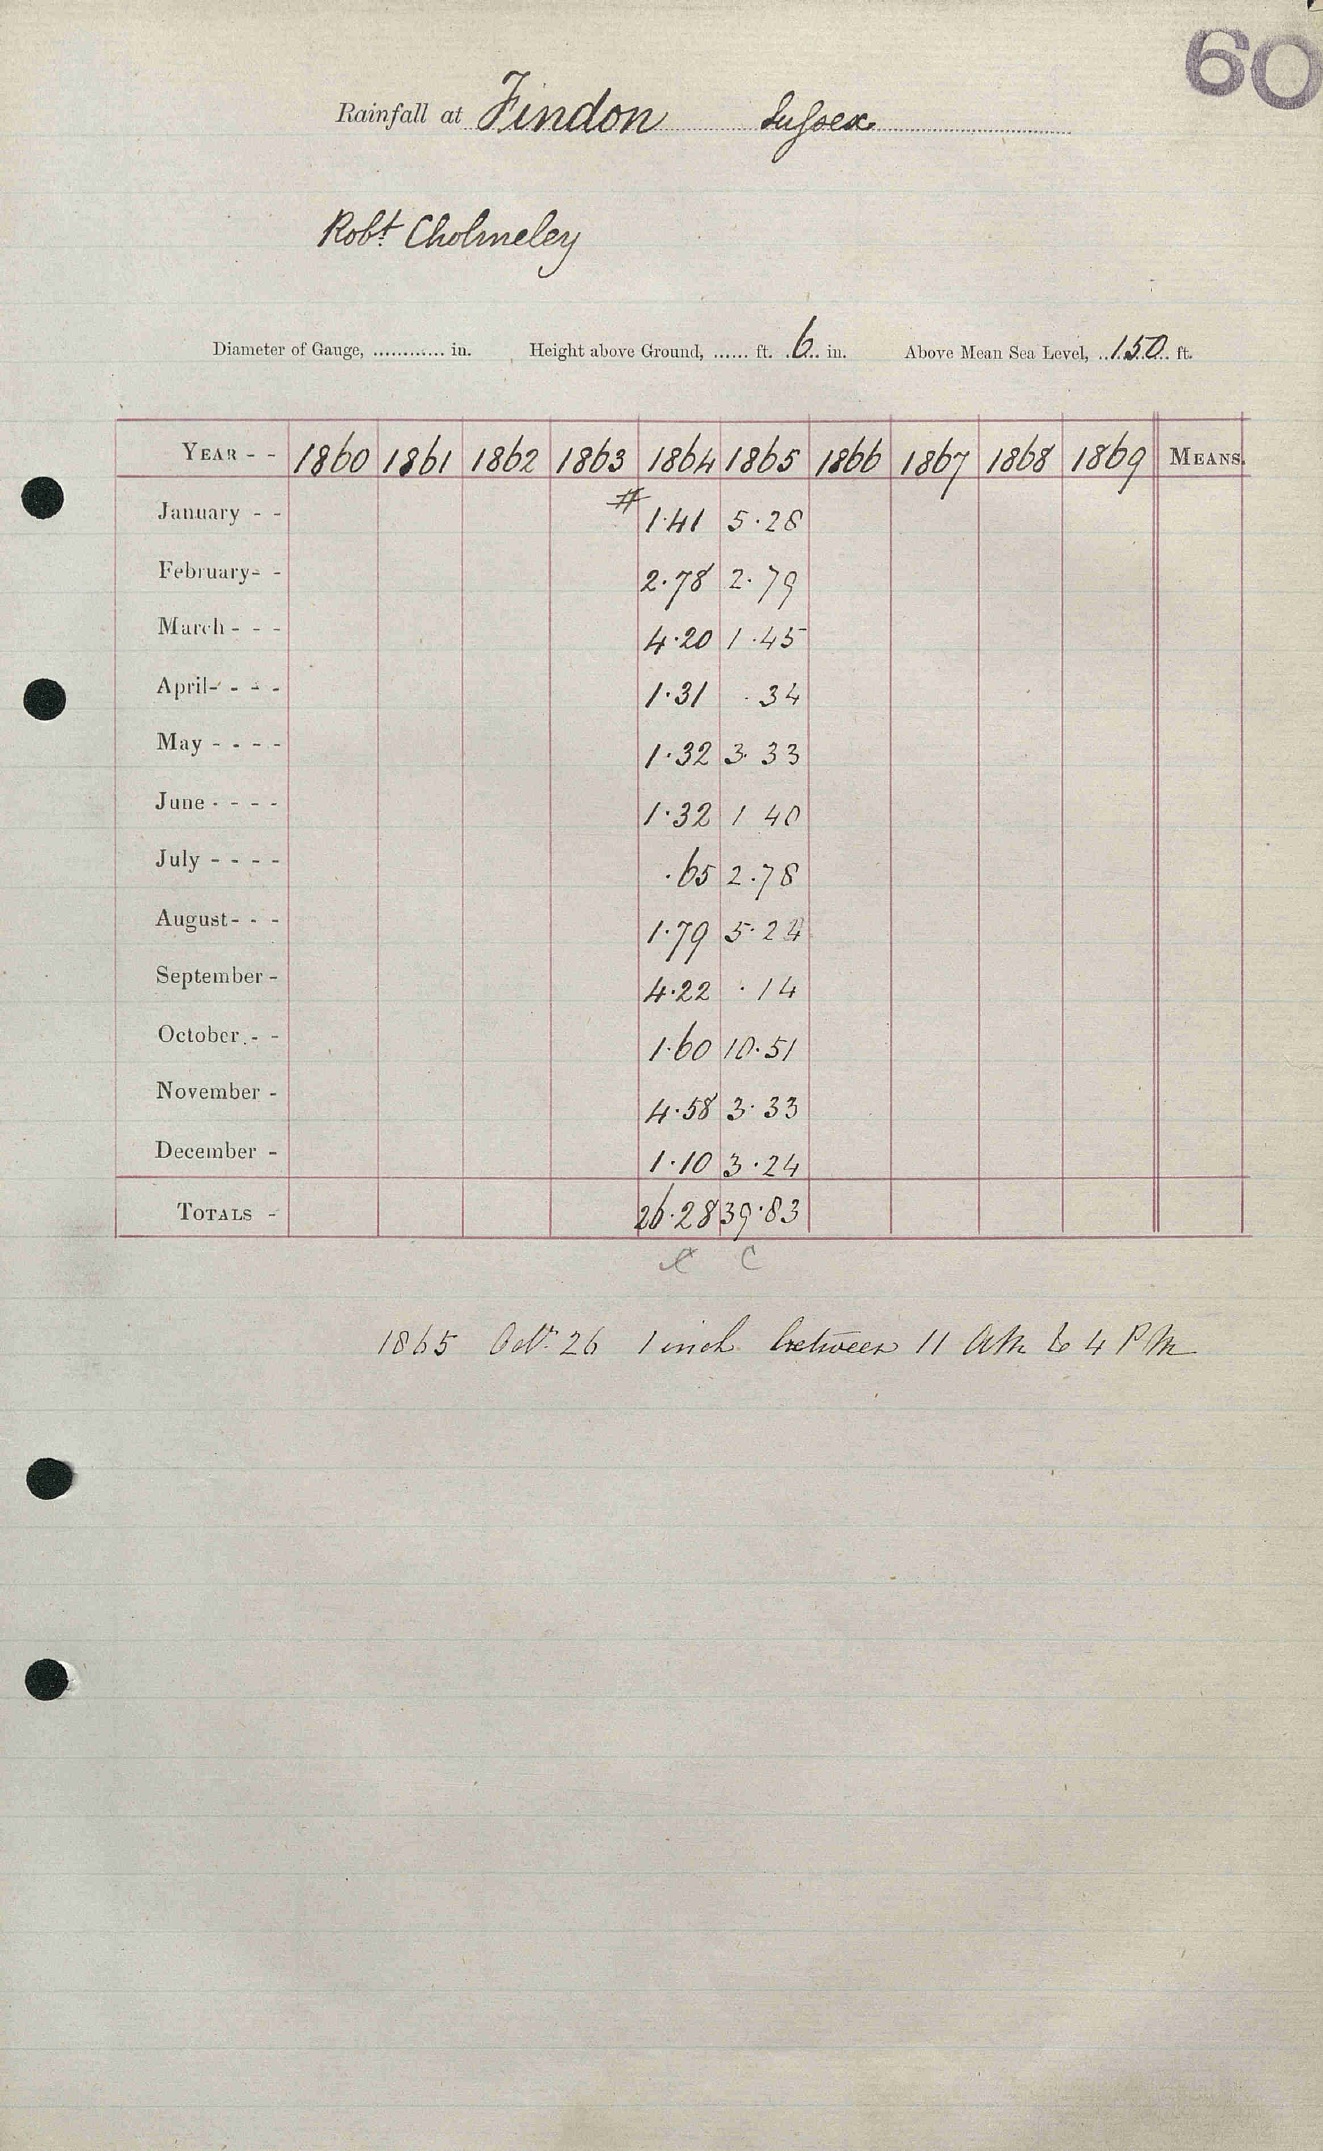 60
Rainfall at Findon Sussex
Robt Cholmeley
Diameter of Gauge, ............ in. Height above Ground, ...... ft. 6 in. Above Mean Sea Level, 150 ft.
YEAR - - 1860 1861 1862 1863 1864 1865 1866 1867 1868 1869 MEANS.
January - - # 1.41 5.28
February - - 2.78 2.79
March - - - 4.20 1.45
April - - - - 1.31 .34
May - - - - 1.32 3.33
June - - - - 1.32 1 40
July - - - - .65 2.78
August - - - 1.79 5.24
September - 4.22 .14
October - - 1.60 10.51
November - 4.58 3.33
December - 1.10 3.24
TOTALS - 26.28 39.83
C
1865 Octr 26 1 inch between 11 AM to 4 PM